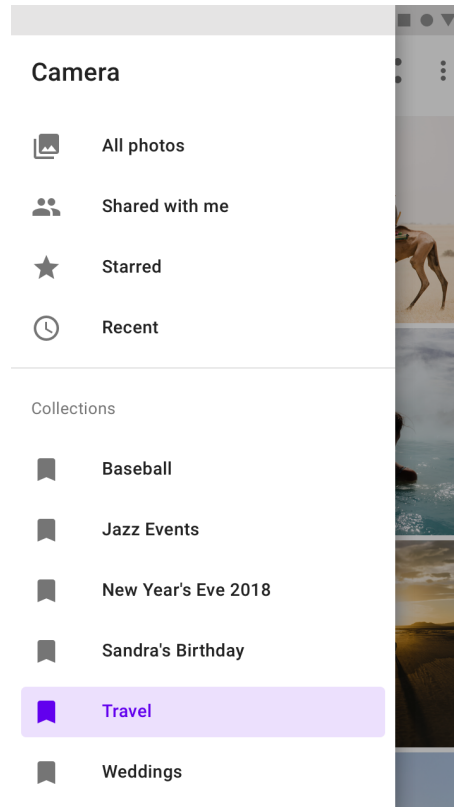 Camera
All photos
Shared with me
Starred
Recent
Collections
Baseball
Jazz Events
New Year's Eve 2018
Sandra's Birthday
Travel
Weddings